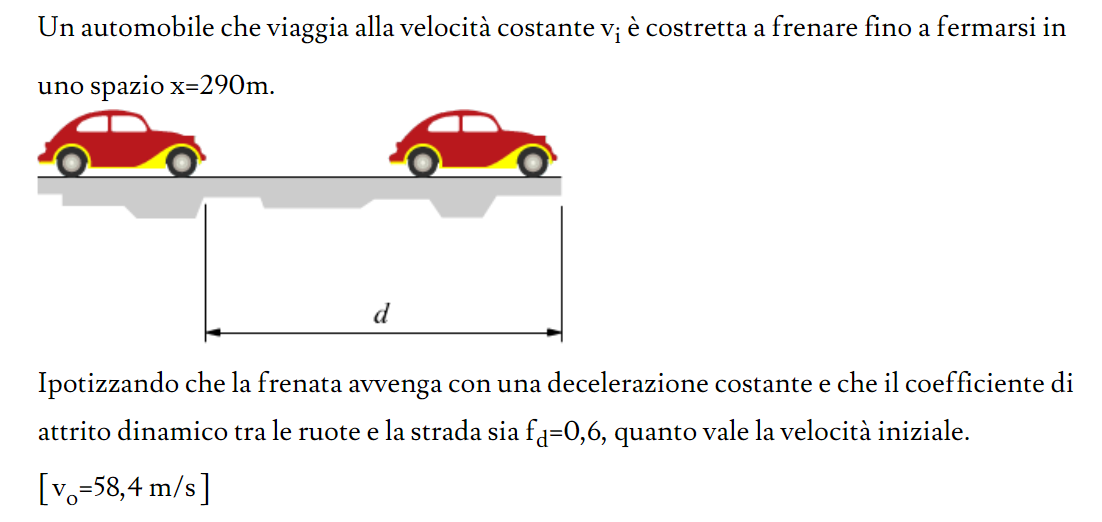 Un automobile che viaggia alla velocità costante vᵢ è costretta a frenare fino a fermarsi in
uno spazio x=290m.
d
Ipotizzando che la frenata avvenga con una decelerazione costante e che il coefficiente di
attrito dinamico tra le ruote e la strada sia f_d=0,6, quanto vale la velocità iniziale.
[v₀=58,4 m/s]